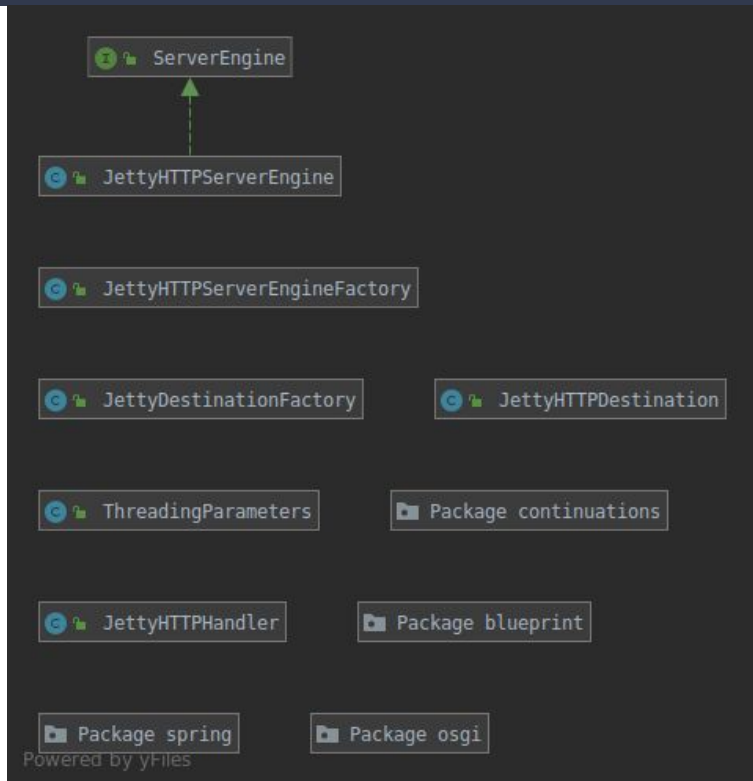 I ServerEngine
C JettyHTTPServerEngine
C JettyHTTPServerEngineFactory
C JettyDestinationFactory
C JettyHTTPDestination
C ThreadingParameters
Package continuations
C JettyHTTPHandler
Package blueprint
Package spring
Package osgi
Powered by yFiles